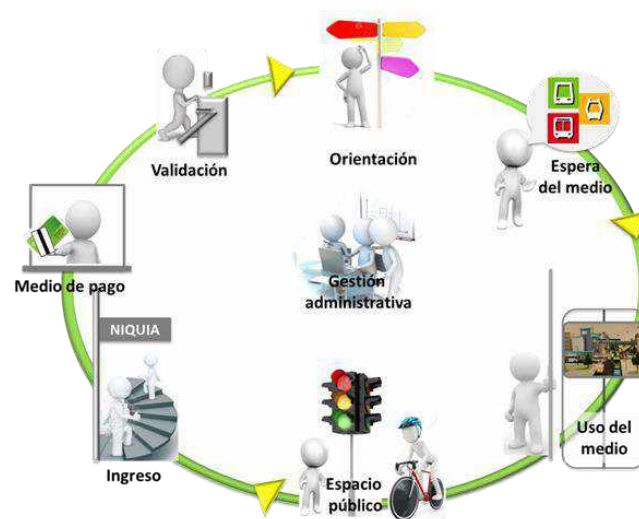 Validación
Orientación
Espera
del medio
Medio de pago
Gestión
administrativa
NIQUIA
Uso del
medio
Ingreso
Espacio
público